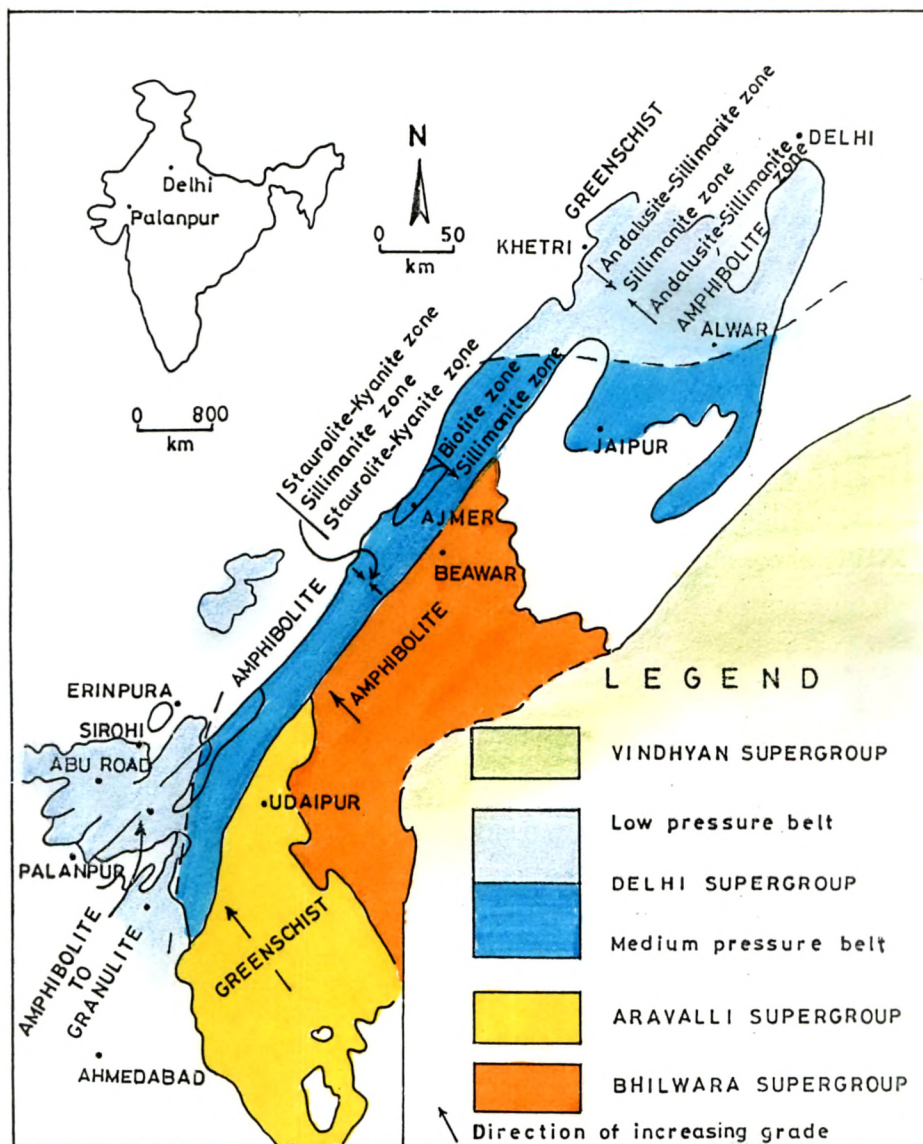 Delhi
Palanpur
0 800
km
N
0 50
km
GREENSCHIST
Andalusite-Sillimanite zone
Sillimanite zone
Andalusite-Sillimanite zone
AMPHIBOLITE
DELHI
KHETRI
ALWAR
Staurolite-Kyanite zone
Sillimanite zone
Staurolite-Kyanite zone
Biolite zone
Sillimanite zone
JAIPUR
AJMER
BEAWAR
AMPHIBOLITE
AMPHIBOLITE
ERINPURA
SIROHI
ABU ROAD
UDAIPUR
PALANPUR
GREENSCHIST
AMPHIBOLITE
TO
GRANULITE
AHMEDABAD
LEGEND
VINDHYAN SUPERGROUP
Low pressure belt
DELHI SUPERGROUP
Medium pressure belt
ARAVALLI SUPERGROUP
BHILWARA SUPERGROUP
Direction of increasing grade